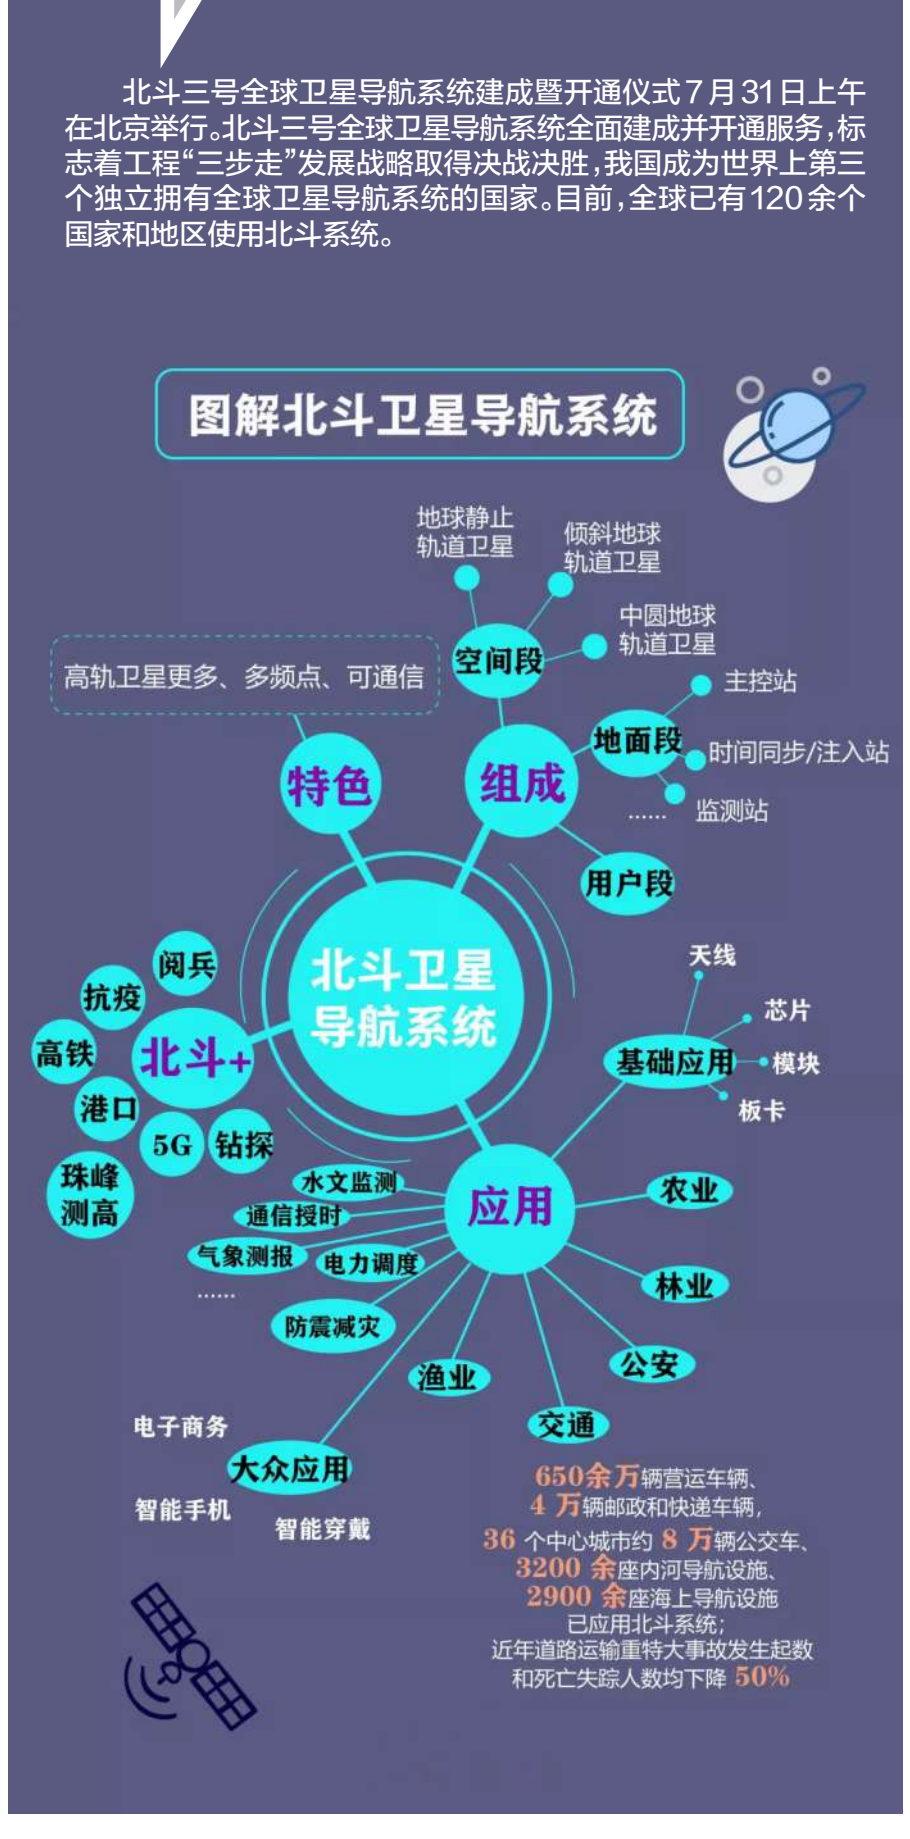 北斗三号全球卫星导航系统建成暨开通仪式7月31日上午
在北京举行。北斗三号全球卫星导航系统全面建成并开通服务,标
志着工程“三步走”发展战略取得决战决胜,我国成为世界上第三
个独立拥有全球卫星导航系统的国家。目前,全球已有120余个
国家和地区使用北斗系统。
图解北斗卫星导航系统
地球静止
轨道卫星
倾斜地球
轨道卫星
中圆地球
轨道卫星
空间段
高轨卫星更多、多频点、可通信
主控站
地面段
时间同步/注入站
监测站
……
特色
组成
用户段
北斗卫星
导航系统
阅兵
抗疫
高铁
北斗+
港口
5G
钻探
珠峰
测高
天线
芯片
基础应用
模块
板卡
应用
水文监测
通信授时
气象测报
电力调度
……
防震减灾
农业
林业
公安
渔业
交通
电子商务
大众应用
智能手机
智能穿戴
650余万辆营运车辆、
4 万辆邮政和快递车辆,
36 个中心城市约 8 万辆公交车、
3200 余座内河导航设施、
2900 余座海上导航设施
已应用北斗系统;
近年道路运输重特大事故发生起数
和死亡失踪人数均下降 50%